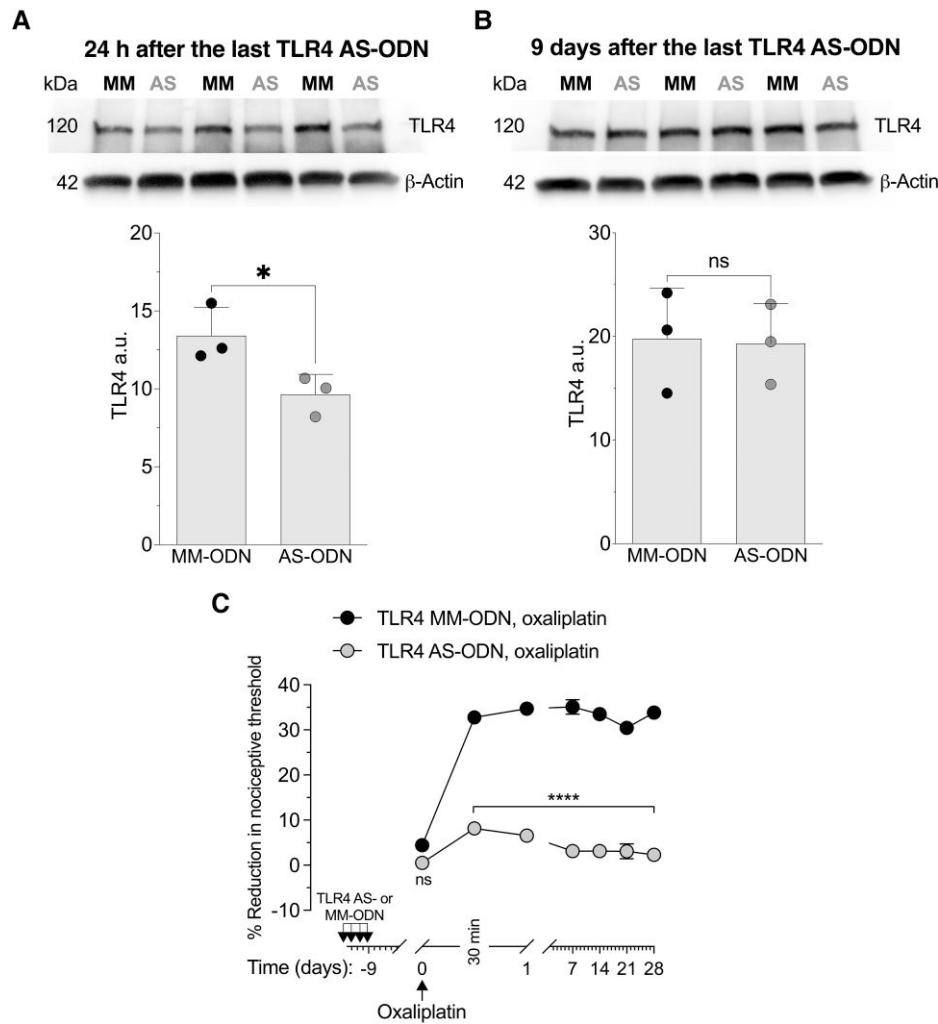 A
24 h after the last TLR4 AS-ODN
kDa MM AS MM AS MM AS
120 TLR4
42 β-Actin
20
15
10
5
0
TLR4 a.u.
*
MM-ODN AS-ODN
B
9 days after the last TLR4 AS-ODN
kDa MM AS MM AS MM AS
120 TLR4
42 β-Actin
30
20
10
0
TLR4 a.u.
ns
MM-ODN AS-ODN
C
TLR4 MM-ODN, oxaliplatin
TLR4 AS-ODN, oxaliplatin
% Reduction in nociceptive threshold
40
30
20
10
0
-10
****
ns
TLR4 AS- or
MM-ODN
30 min
Time (days): -9 0 1 7 14 21 28
Oxaliplatin